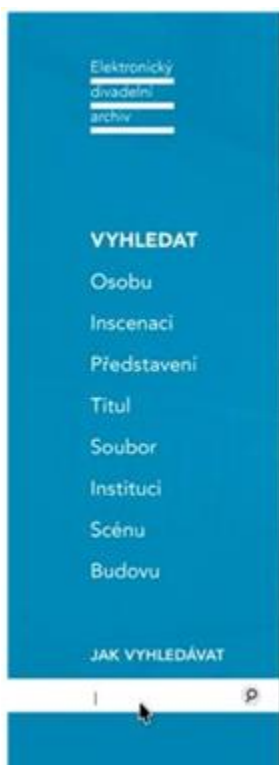 Elektronický
divadelní
archiv
VYHLEDAT
Osobu
Inscenaci
Představení
Titul
Soubor
Instituci
Scénu
Budovu
JAK VYHLEDÁVAT